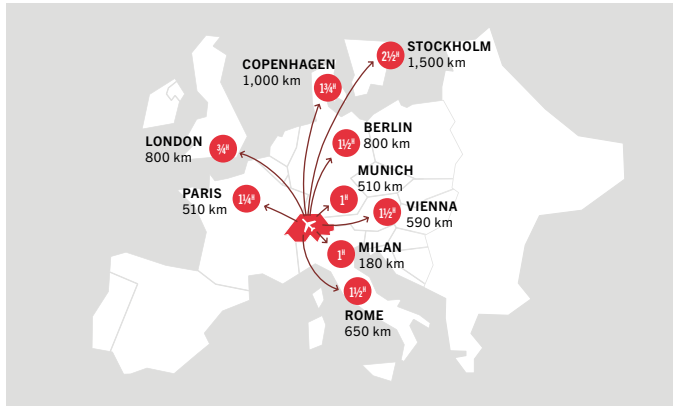 STOCKHOLM
2½ᴴ
1,500 km
COPENHAGEN
1,000 km
1¾ᴴ
BERLIN
1½ᴴ
800 km
LONDON
¾ᴴ
800 km
MUNICH
510 km
1ᴴ
PARIS
1¼ᴴ
510 km
VIENNA
1½ᴴ
590 km
MILAN
1ᴴ
180 km
1½ᴴ
ROME
650 km